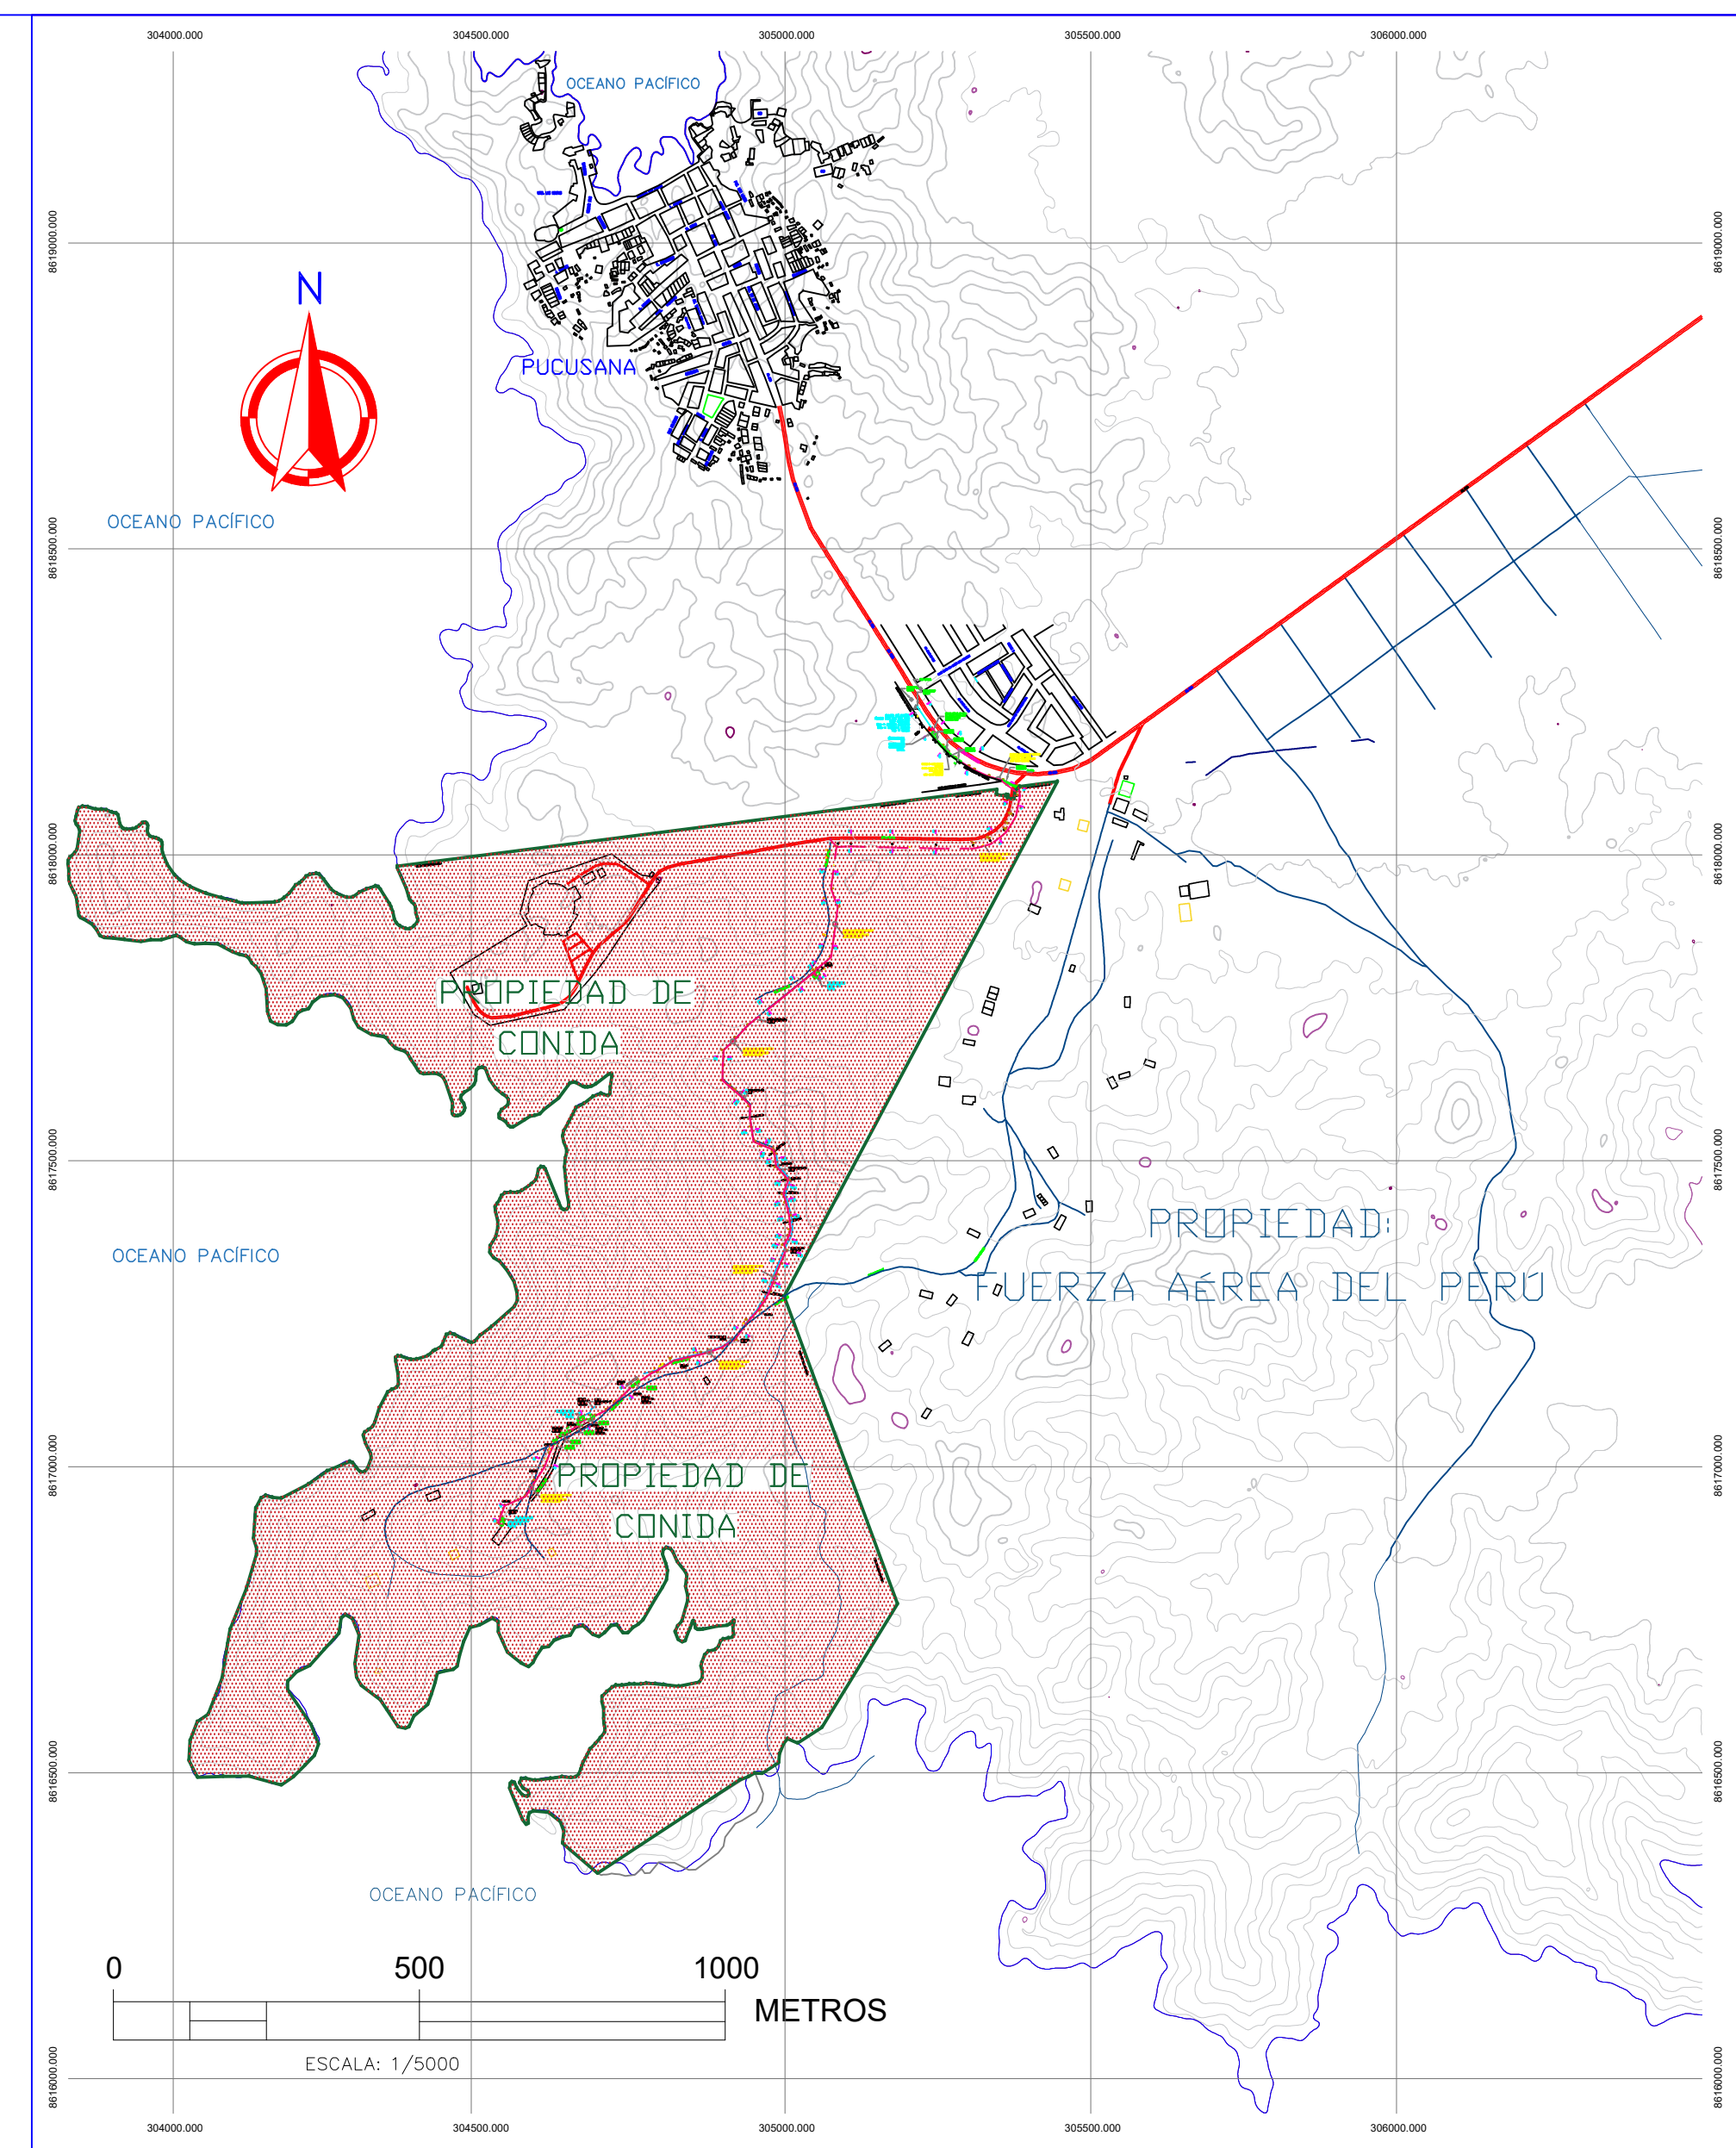 304000.000 304500.000 305000.000 305500.000 306000.000
OCEANO PACÍFICO
8619000.000 8619000.000
N
PUCUSANA
OCEANO PACÍFICO
8618500.000 8618500.000
8618000.000 8618000.000
PROPIEDAD DE
CONIDA
8617500.000 8617500.000
PROPIEDAD:
OCEANO PACÍFICO
FUERZA AÉREA DEL PERÚ
8617000.000 8617000.000
PROPIEDAD DE
CONIDA
8616500.000 8616500.000
OCEANO PACÍFICO
0 500 1000
METROS
ESCALA: 1/5000
8616000.000 8616000.000
304000.000 304500.000 305000.000 305500.000 306000.000